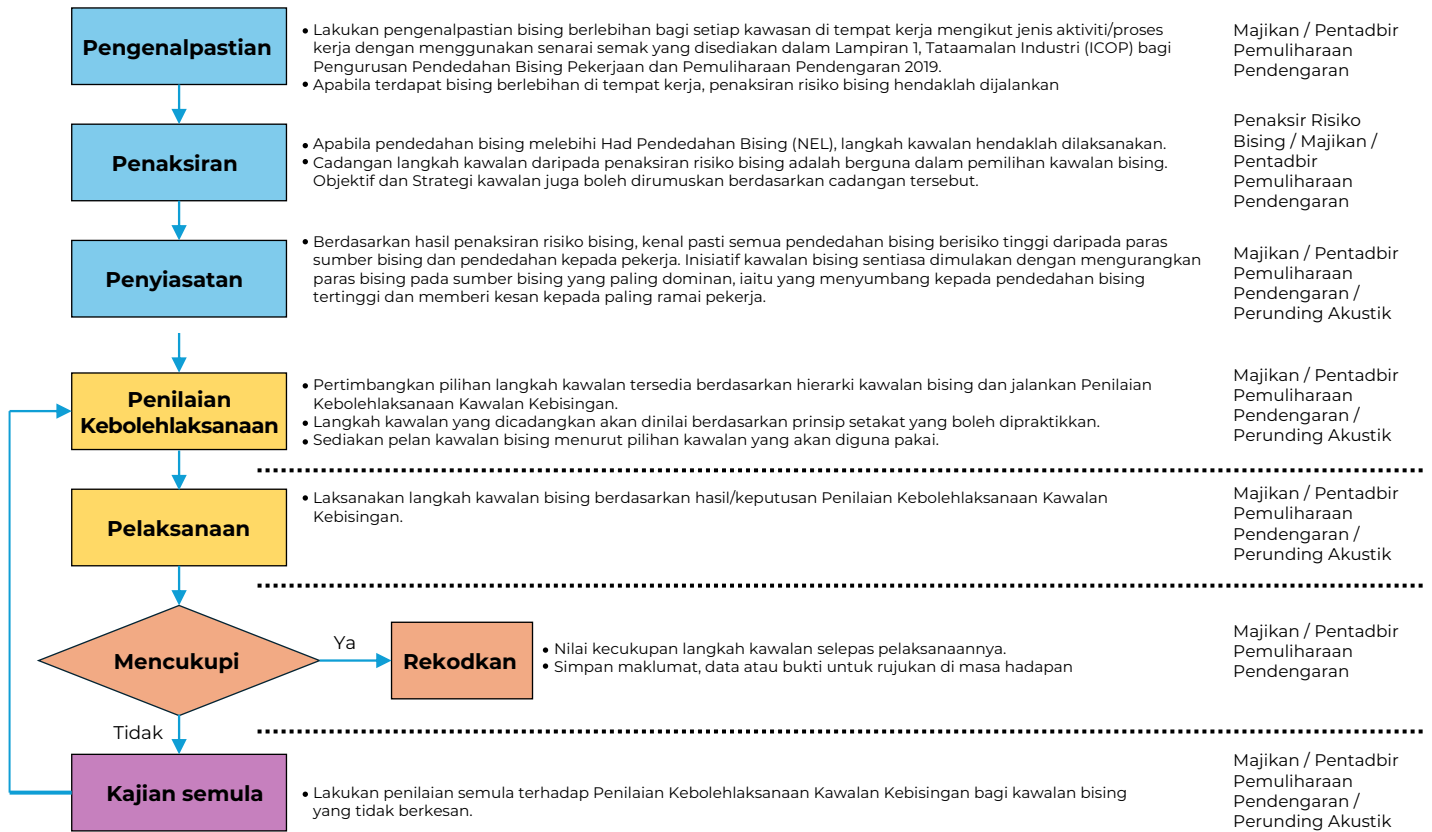 Pengenalpastian
• Lakukan pengenalpastian bising berlebihan bagi setiap kawasan di tempat kerja mengikut jenis aktiviti/proses
kerja dengan menggunakan senarai semak yang disediakan dalam Lampiran 1, Tataamalan Industri (ICOP) bagi
Pengurusan Pendedahan Bising Pekerjaan dan Pemuliharaan Pendengaran 2019.
• Apabila terdapat bising berlebihan di tempat kerja, penaksiran risiko bising hendaklah dijalankan
Majikan / Pentadbir
Pemuliharaan
Pendengaran
Penaksiran
• Apabila pendedahan bising melebihi Had Pendedahan Bising (NEL), langkah kawalan hendaklah dilaksanakan.
• Cadangan langkah kawalan daripada penaksiran risiko bising adalah berguna dalam pemilihan kawalan bising.
Objektif dan Strategi kawalan juga boleh dirumuskan berdasarkan cadangan tersebut.
Penaksir Risiko
Bising / Majikan /
Pentadbir
Pemuliharaan
Pendengaran
Penyiasatan
• Berdasarkan hasil penaksiran risiko bising, kenal pasti semua pendedahan bising berisiko tinggi daripada paras
sumber bising dan pendedahan kepada pekerja. Inisiatif kawalan bising sentiasa dimulakan dengan mengurangkan
paras bising pada sumber bising yang paling dominan, iaitu yang menyumbang kepada pendedahan bising
tertinggi dan memberi kesan kepada paling ramai pekerja.
Majikan / Pentadbir
Pemuliharaan
Pendengaran /
Perunding Akustik
Penilaian
Kebolehlaksanaan
• Pertimbangkan pilihan langkah kawalan tersedia berdasarkan hierarki kawalan bising dan jalankan Penilaian
Kebolehlaksanaan Kawalan Kebisingan.
• Langkah kawalan yang dicadangkan akan dinilai berdasarkan prinsip setakat yang boleh dipraktikkan.
• Sediakan pelan kawalan bising menurut pilihan kawalan yang akan diguna pakai.
Majikan / Pentadbir
Pemuliharaan
Pendengaran /
Perunding Akustik
Pelaksanaan
• Laksanakan langkah kawalan bising berdasarkan hasil/keputusan Penilaian Kebolehlaksanaan Kawalan
Kebisingan.
Majikan / Pentadbir
Pemuliharaan
Pendengaran /
Perunding Akustik
Mencukupi
Ya
Rekodkan
• Nilai kecukupan langkah kawalan selepas pelaksanaannya.
• Simpan maklumat, data atau bukti untuk rujukan di masa hadapan
Majikan / Pentadbir
Pemuliharaan
Pendengaran
Tidak
Kajian semula
• Lakukan penilaian semula terhadap Penilaian Kebolehlaksanaan Kawalan Kebisingan bagi kawalan bising
yang tidak berkesan.
Majikan / Pentadbir
Pemuliharaan
Pendengaran /
Perunding Akustik